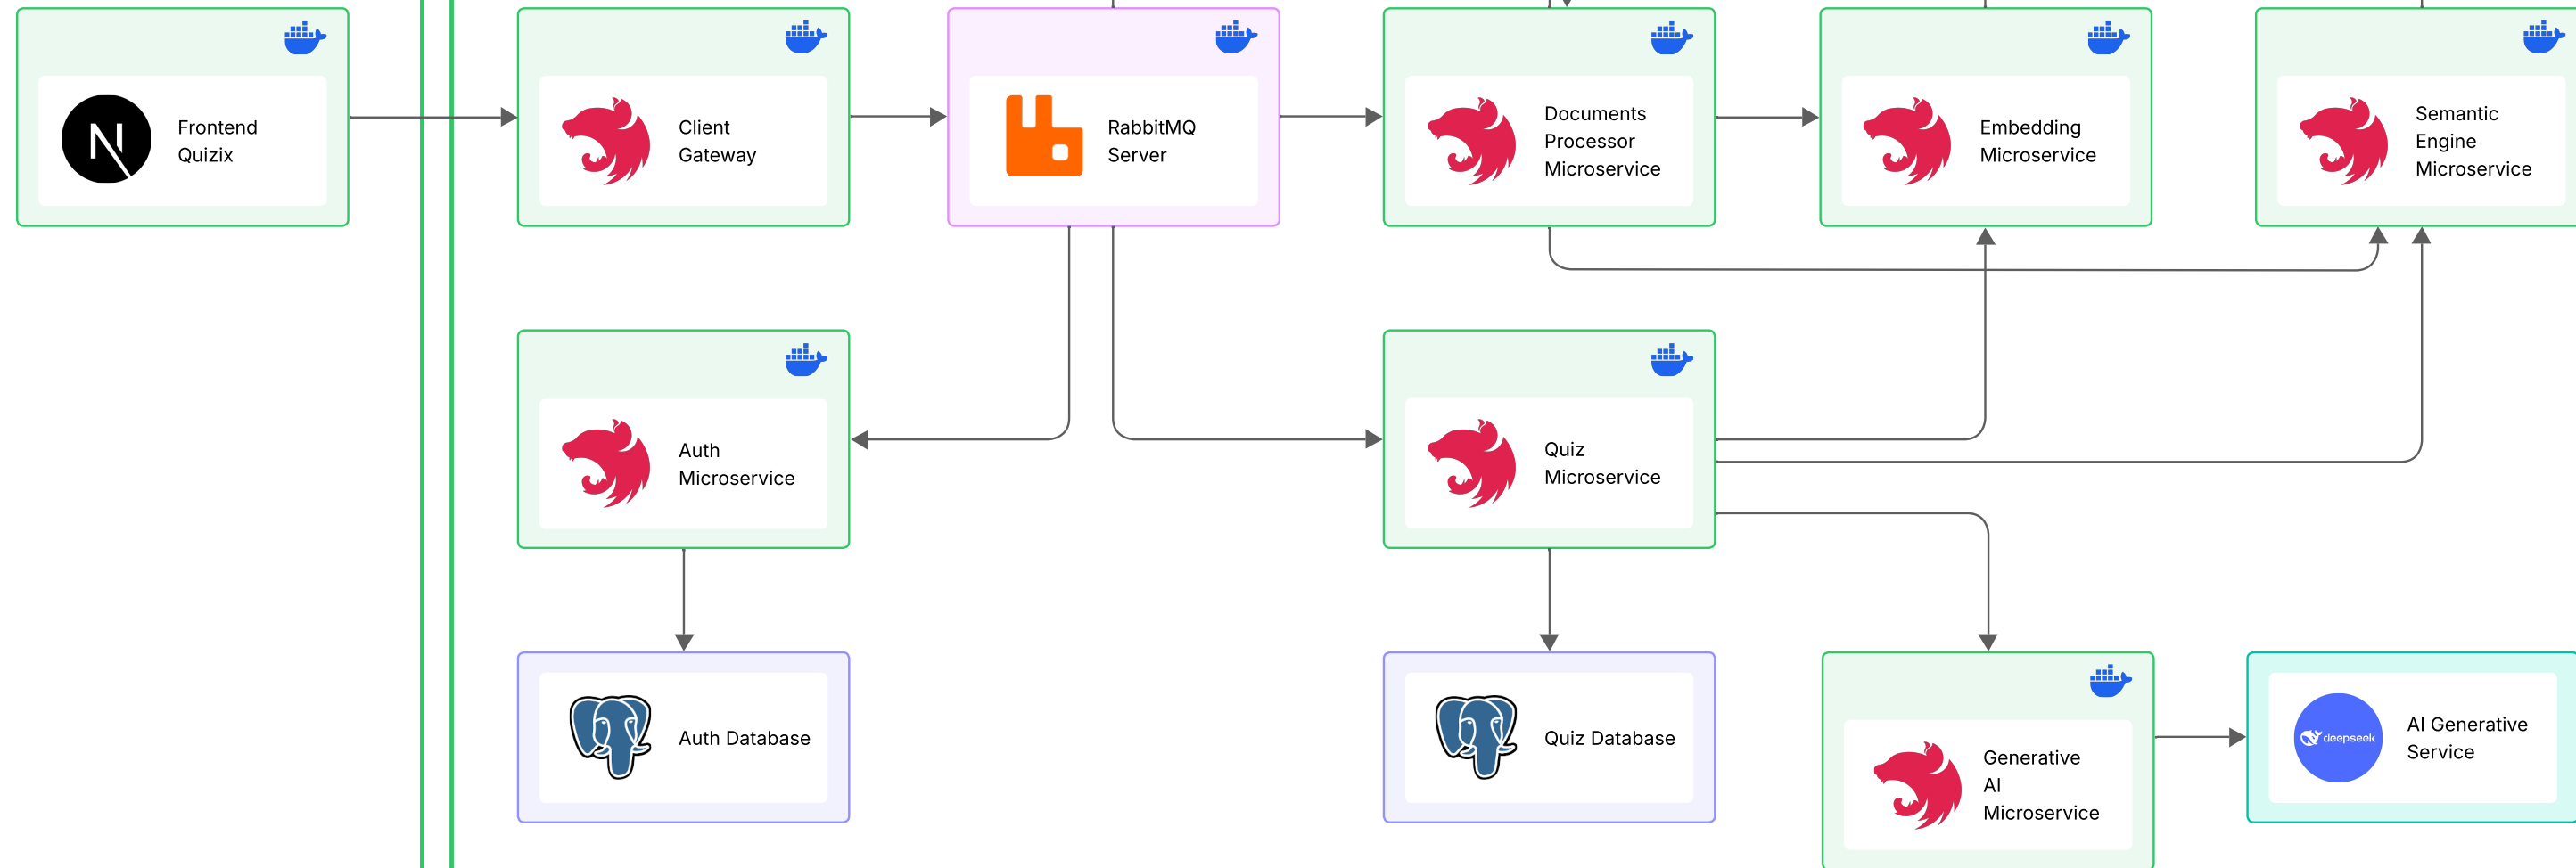 Frontend
Quizix
Client
Gateway
RabbitMQ
Server
Documents
Processor
Microservice
Embedding
Microservice
Semantic
Engine
Microservice
Auth
Microservice
Quiz
Microservice
Auth Database
Quiz Database
Generative
AI
Microservice
deepseek
AI Generative
Service